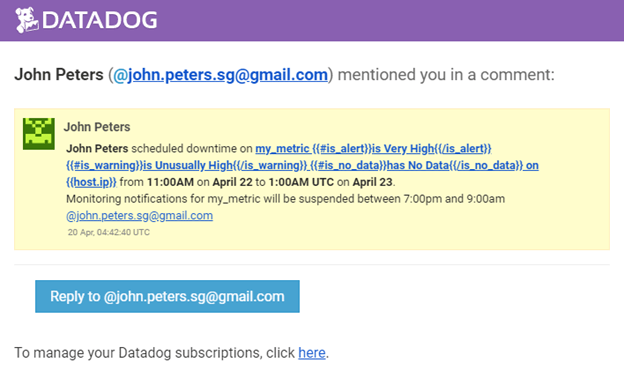 DATADOG
John Peters (@john.peters.sg@gmail.com) mentioned you in a comment:
John Peters
John Peters scheduled downtime on my_metric {{#is_alert}}is Very High{{/is_alert}}
{{#is_warning}}is Unusually High{{/is_warning}} {{#is_no_data}}has No Data{{/is_no_data}} on
{{host.ip}} from 11:00AM on April 22 to 1:00AM UTC on April 23.
Monitoring notifications for my_metric will be suspended between 7:00pm and 9:00am
@john.peters.sg@gmail.com
20 Apr, 04:42:40 UTC
Reply to @john.peters.sg@gmail.com
To manage your Datadog subscriptions, click here.